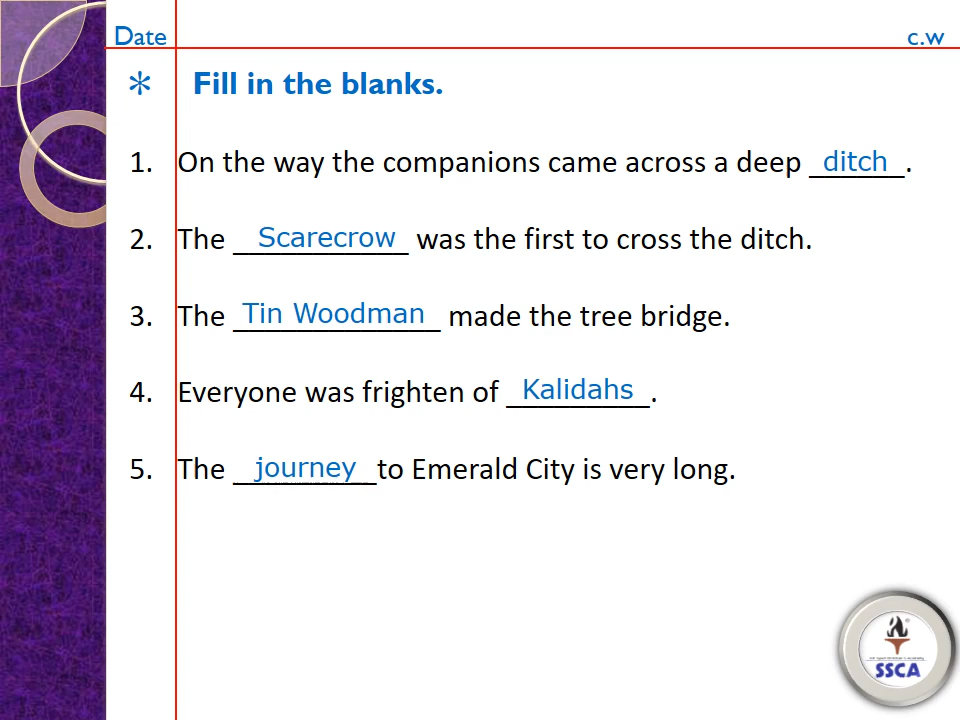 Date c.w
* Fill in the blanks.
1. On the way the companions came across a deep ditch.
2. The Scarecrow was the first to cross the ditch.
3. The Tin Woodman made the tree bridge.
4. Everyone was frighten of Kalidahs.
5. The journey to Emerald City is very long.
SSCA